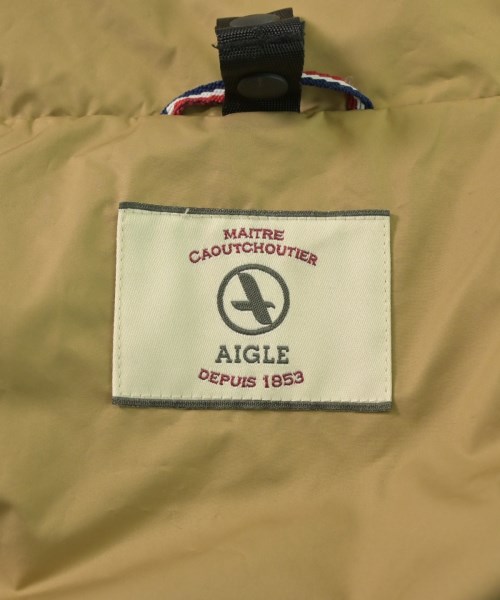 MAITRE
CAOUTCHOUTIER
AIGLE
DEPUIS 1853